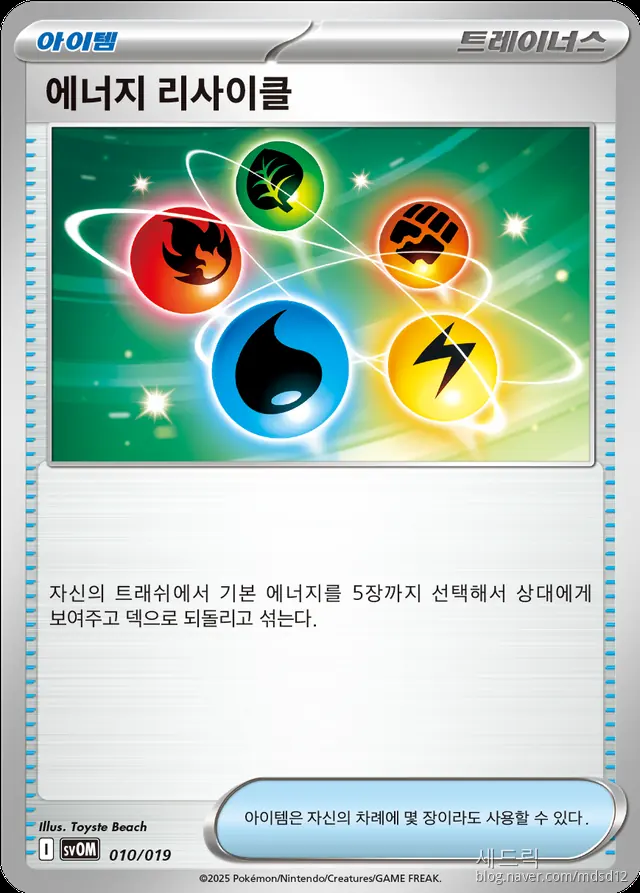 아이템 트레이너스
에너지 리사이클
자신의 트래쉬에서 기본 에너지를 5장까지 선택해서 상대에게
보여주고 덱으로 되돌리고 섞는다.
아이템은 자신의 차례에 몇 장이라도 사용할 수 있다.
Illus. Toyste Beach
I svOM 010/019
©2025 Pokémon/Nintendo/Creatures/GAME FREAK.
세드릭
blog.naver.com/mdsd12